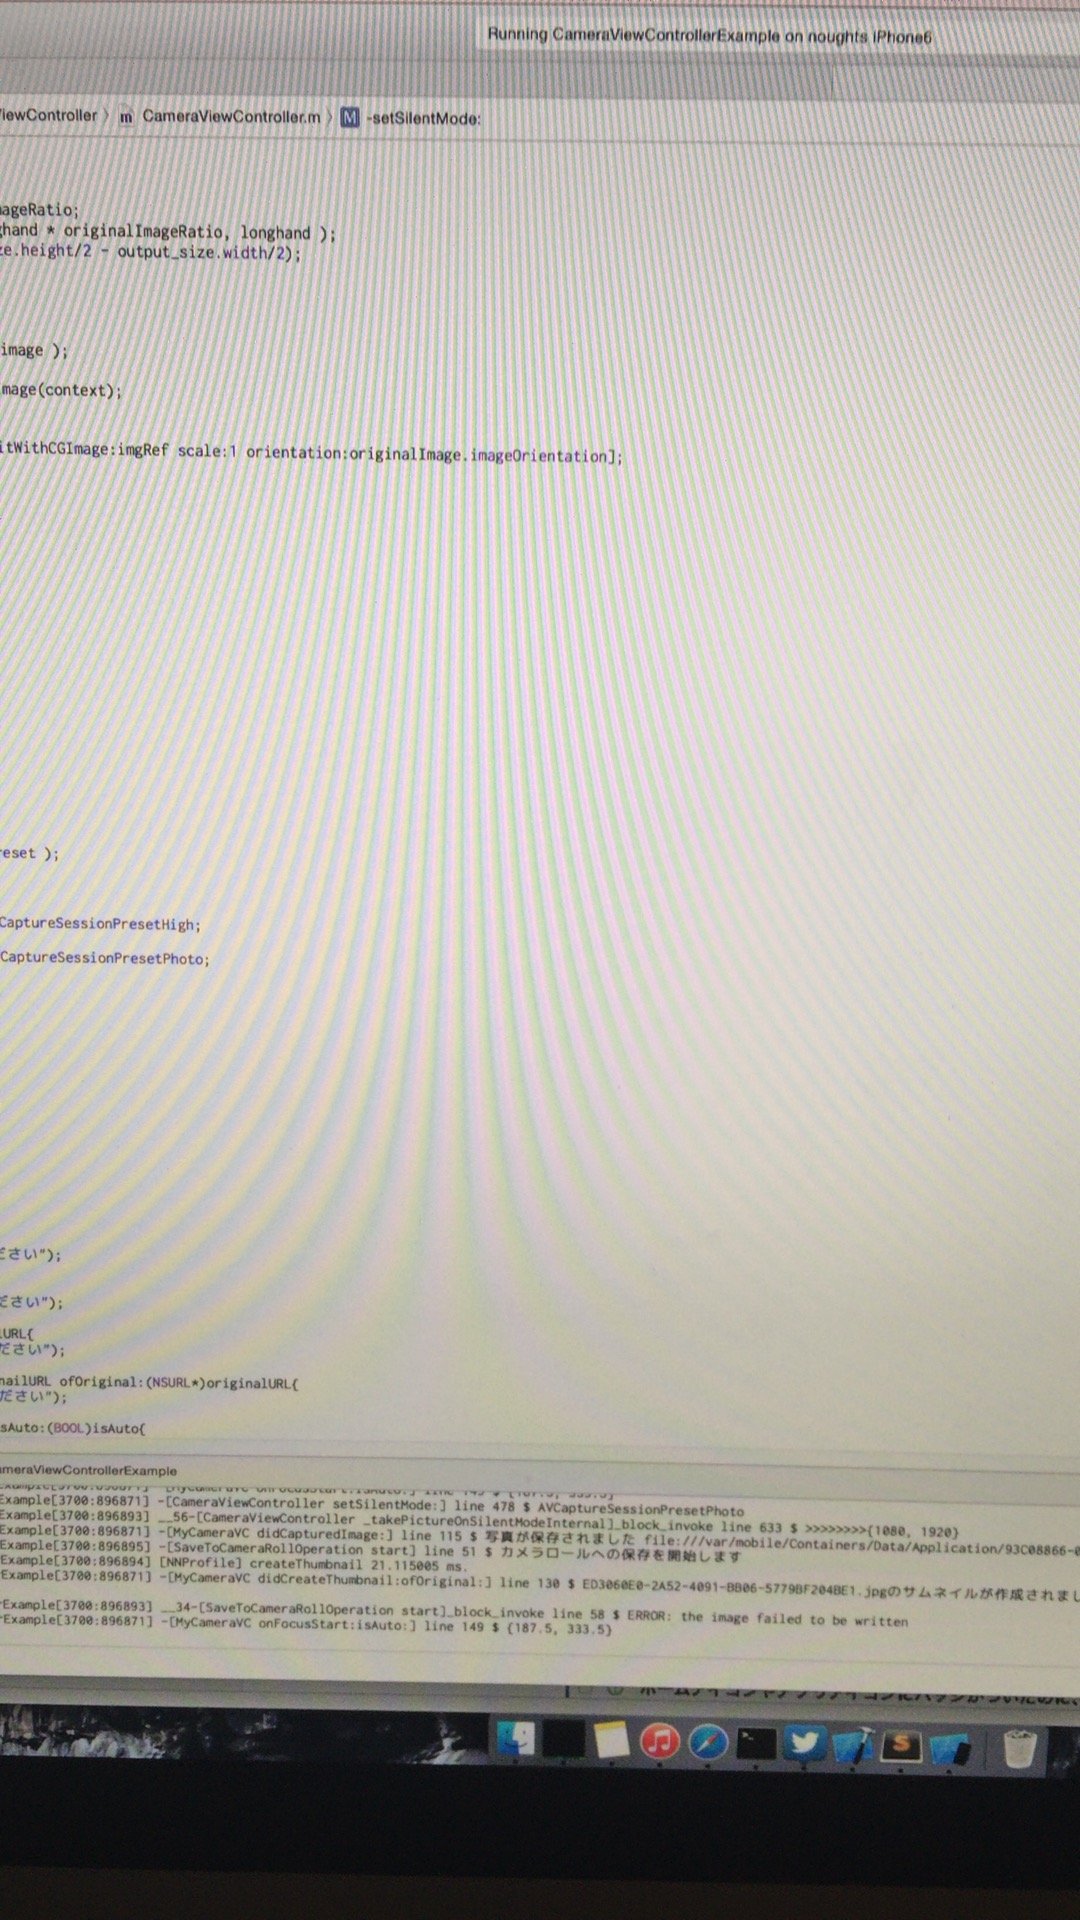 Running CameraViewControllerExample on noughts iPhone6
iewController 〉 m CameraViewController.m 〉 M -setSilentMode:
ageRatio;
hand * originalImageRatio, longhand );
e.height/2 - output_size.width/2);
image );
mage(context);
itWithCGImage:imgRef scale:1 orientation:originalImage.imageOrientation];
eset );
CaptureSessionPresetHigh;
CaptureSessionPresetPhoto;
ださい");
ださい");
URL{
ださい");
nailURL ofOriginal:(NSURL*)originalURL{
ださい");
sAuto:(BOOL)isAuto{
ameraViewControllerExample
Example[3700:896871] -[CameraViewController setSilentMode:] line 478 $ AVCaptureSessionPresetPhoto
Example[3700:896893] __56-[CameraViewController _takePictureOnSilentModeInternal]_block_invoke line 633 $ >>>>>>>>{1080, 1920}
Example[3700:896871] -[MyCameraVC didCapturedImage:] line 115 $ 写真が保存されました file:///var/mobile/Containers/Data/Application/93C08866-
Example[3700:896895] -[SaveToCameraRollOperation start] line 51 $ カメラロールへの保存を開始します
Example[3700:896894] [NNProfile] createThumbnail 21.115005 ms.
Example[3700:896871] -[MyCameraVC didCreateThumbnail:ofOriginal:] line 130 $ ED3060E0-2A52-4091-BB06-5779BF204BE1.jpgのサムネイルが作成されまし
Example[3700:896893] __34-[SaveToCameraRollOperation start]_block_invoke line 58 $ ERROR: the image failed to be written
Example[3700:896871] -[MyCameraVC onFocusStart:isAuto:] line 149 $ {187.5, 333.5}